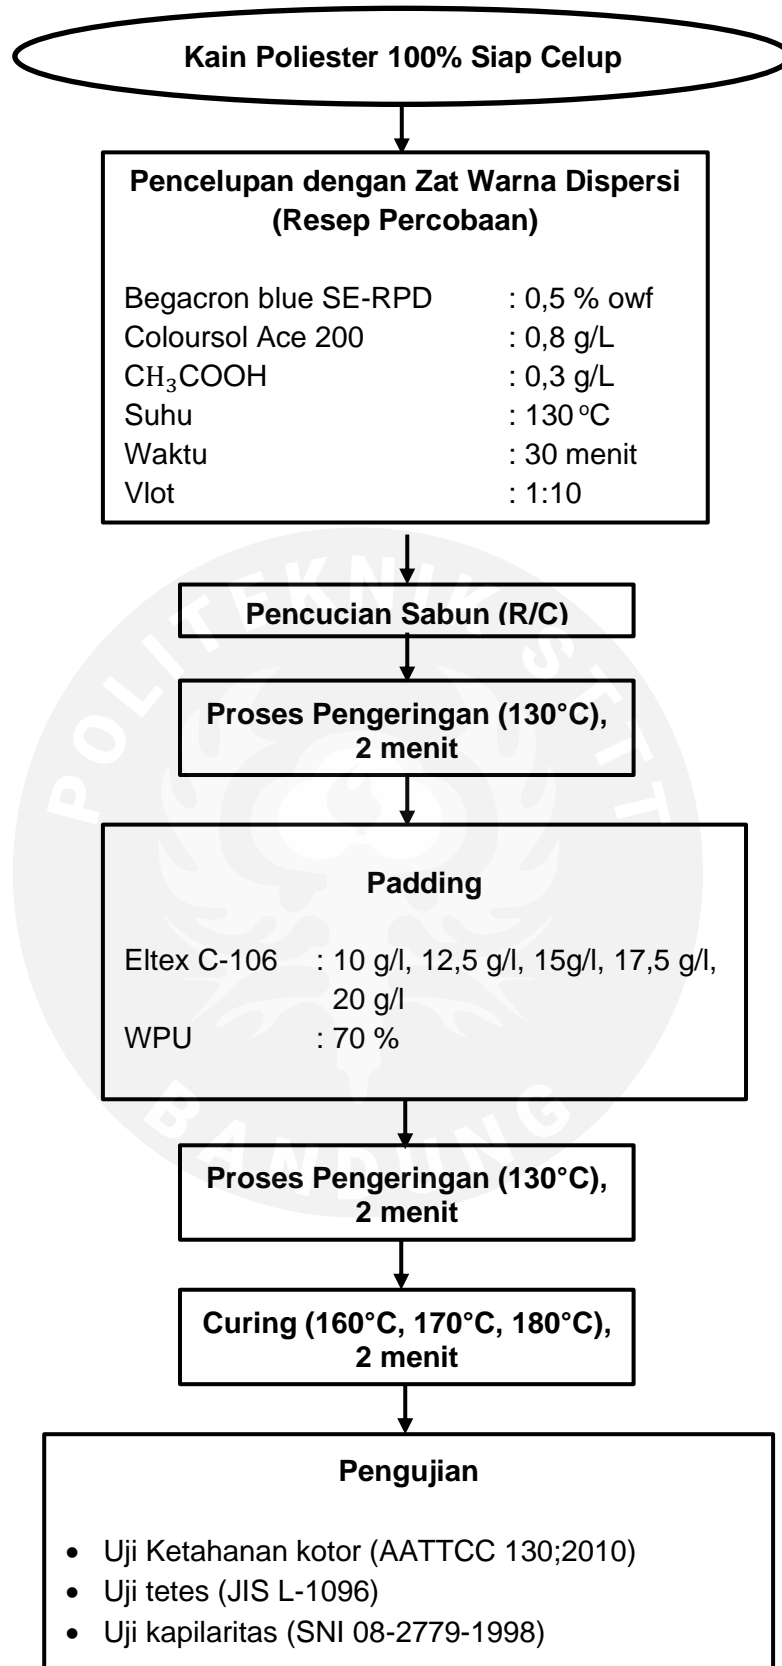 Kain Poliester 100% Siap Celup
Pencelupan dengan Zat Warna Dispersi
(Resep Percobaan)
Begacron blue SE-RPD : 0,5 % owf
Coloursol Ace 200 : 0,8 g/L
CH₃COOH : 0,3 g/L
Suhu : 130 ᵒC
Waktu : 30 menit
Vlot : 1:10
Pencucian Sabun (R/C)
Proses Pengeringan (130°C),
2 menit
Padding
Eltex C-106 : 10 g/l, 12,5 g/l, 15g/l, 17,5 g/l,
20 g/l
WPU : 70 %
Proses Pengeringan (130°C),
2 menit
Curing (160°C, 170°C, 180°C),
2 menit
Pengujian
• Uji Ketahanan kotor (AATTCC 130;2010)
• Uji tetes (JIS L-1096)
• Uji kapilaritas (SNI 08-2779-1998)
POLITEKNIK STTT
BANDUNG